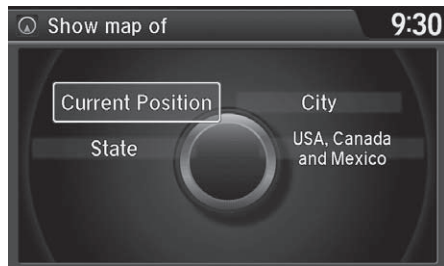 Show map of
9:30
Current Position
City
State
USA, Canada
and Mexico